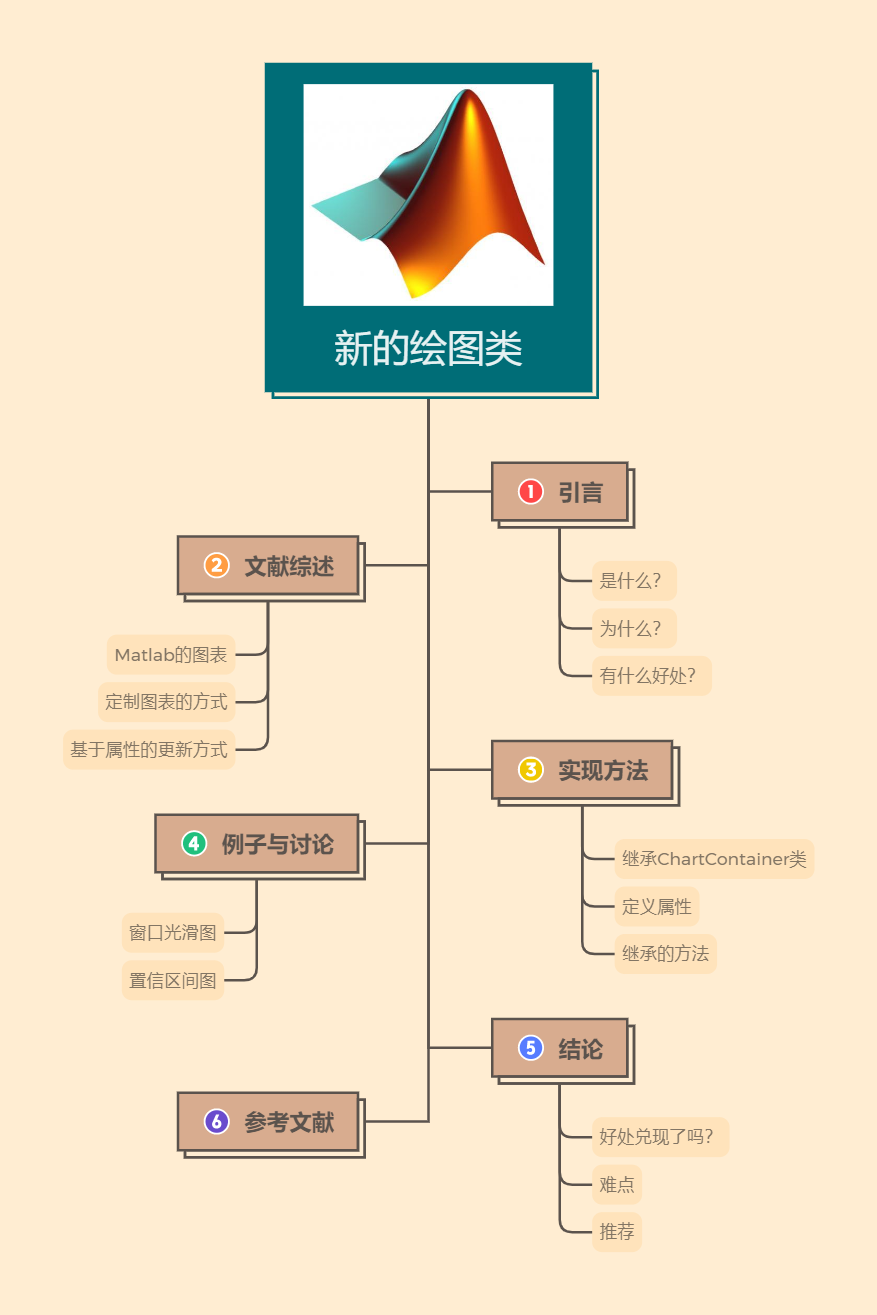 新的绘图类
1 引言
是什么？
为什么？
有什么好处？
2 文献综述
Matlab的图表
定制图表的方式
基于属性的更新方式
3 实现方法
继承ChartContainer类
定义属性
继承的方法
4 例子与讨论
窗口光滑图
置信区间图
5 结论
好处兑现了吗？
难点
推荐
6 参考文献